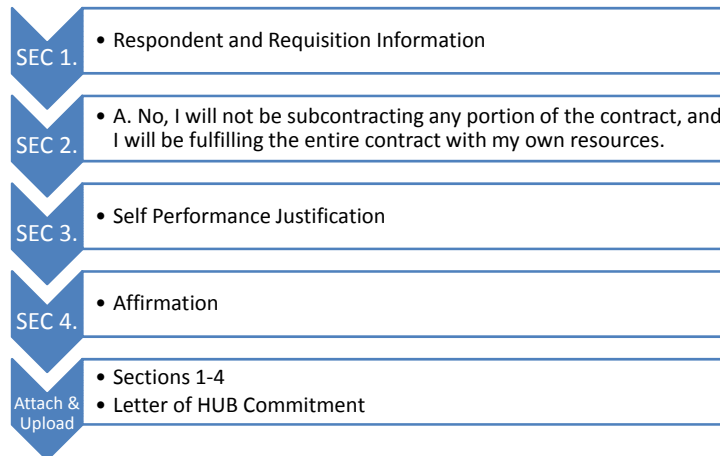 SEC 1.
• Respondent and Requisition Information
SEC 2.
• A. No, I will not be subcontracting any portion of the contract, and
I will be fulfilling the entire contract with my own resources.
SEC 3.
• Self Performance Justification
SEC 4.
• Affirmation
Attach &
Upload
• Sections 1-4
• Letter of HUB Commitment